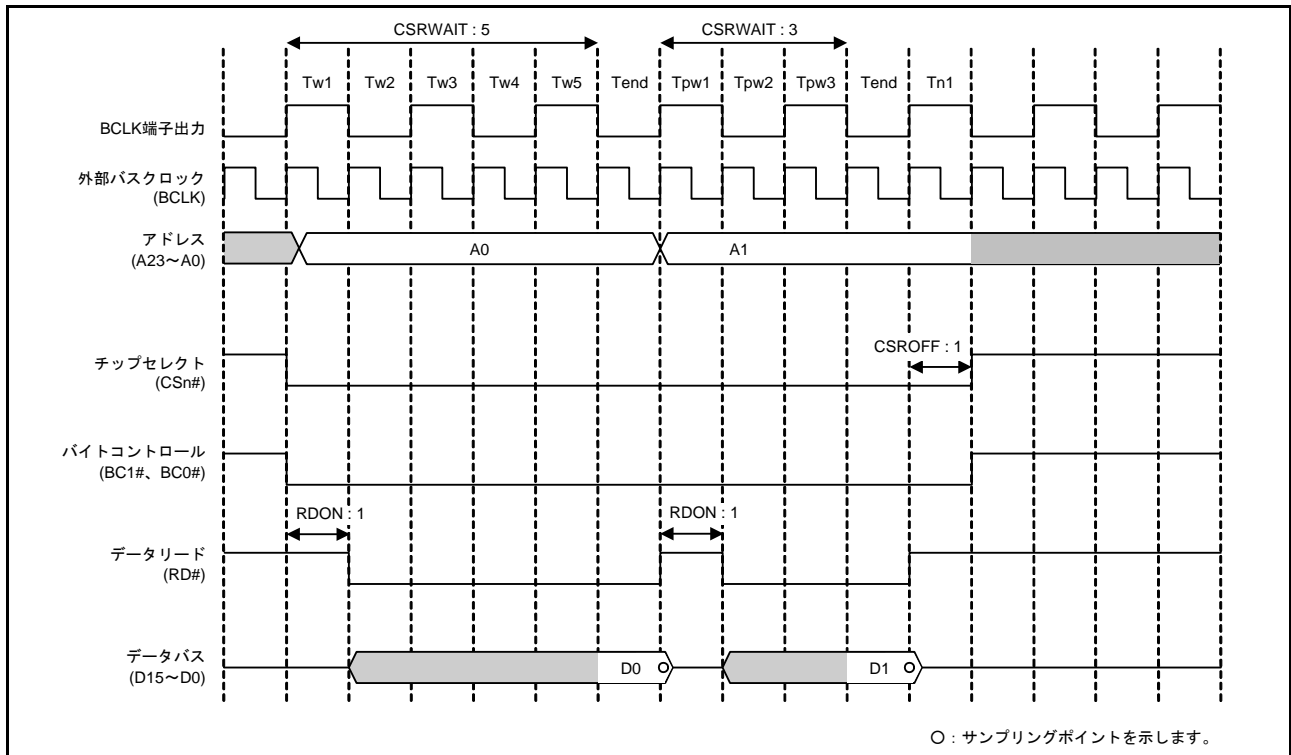 CSRWAIT : 5 CSRWAIT : 3
Tw1 Tw2 Tw3 Tw4 Tw5 Tend Tpw1 Tpw2 Tpw3 Tend Tn1
BCLK端子出力
外部バスクロック
(BCLK)
アドレス
(A23～A0)
A0 A1
チップセレクト
(CSn#)
CSROFF : 1
バイトコントロール
(BC1#、BC0#)
RDON : 1 RDON : 1
データリード
(RD#)
データバス
(D15～D0)
D0 D1
○：サンプリングポイントを示します。